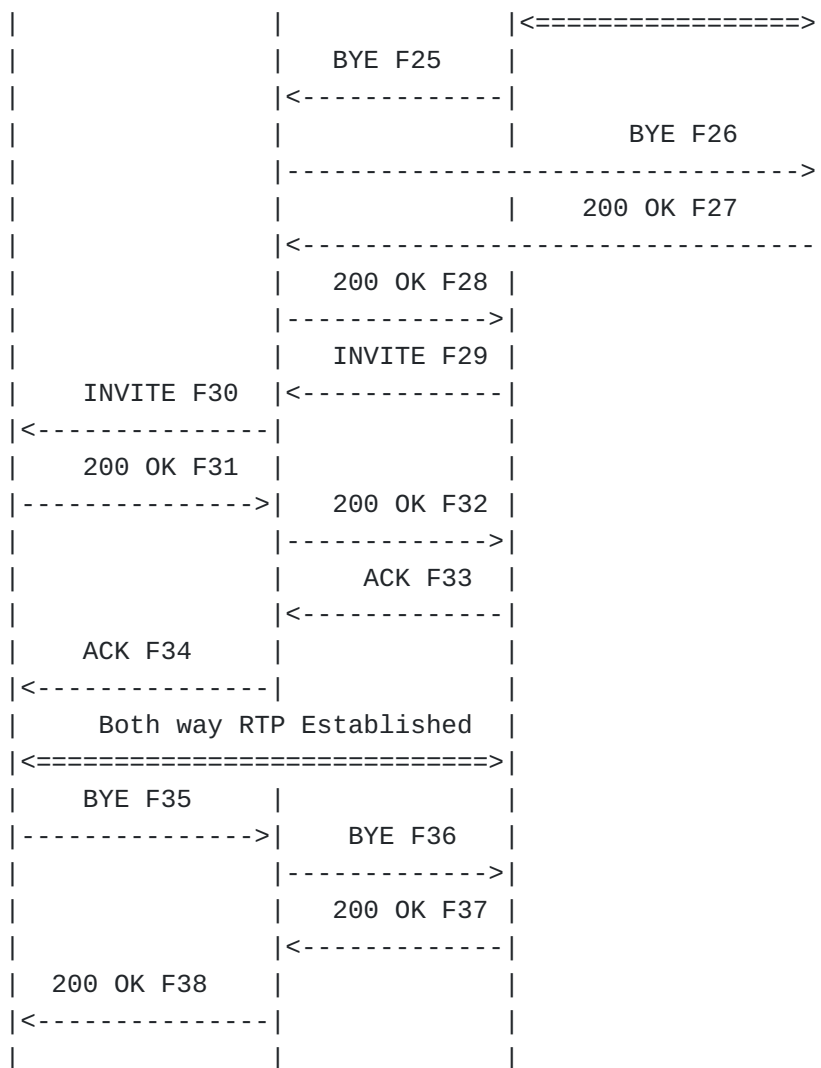 |                |              |<=================>
|                |   BYE F25    |
|                |<-------------|
|                |              |       BYE F26
|                |--------------------------------->
|                |              |    200 OK F27
|                |<---------------------------------
|                |   200 OK F28 |
|                |------------->|
|                |   INVITE F29 |
|    INVITE F30  |<-------------|
|<---------------|              |
|    200 OK F31  |              |
|--------------->|   200 OK F32 |
|                |------------->|
|                |     ACK F33  |
|                |<-------------|
|    ACK F34     |              |
|<---------------|              |
|     Both way RTP Established  |
|<=============================>|
|    BYE F35     |              |
|--------------->|    BYE F36   |
|                |------------->|
|                |   200 OK F37 |
|                |<-------------|
|  200 OK F38    |              |
|<---------------|              |
|                |              |